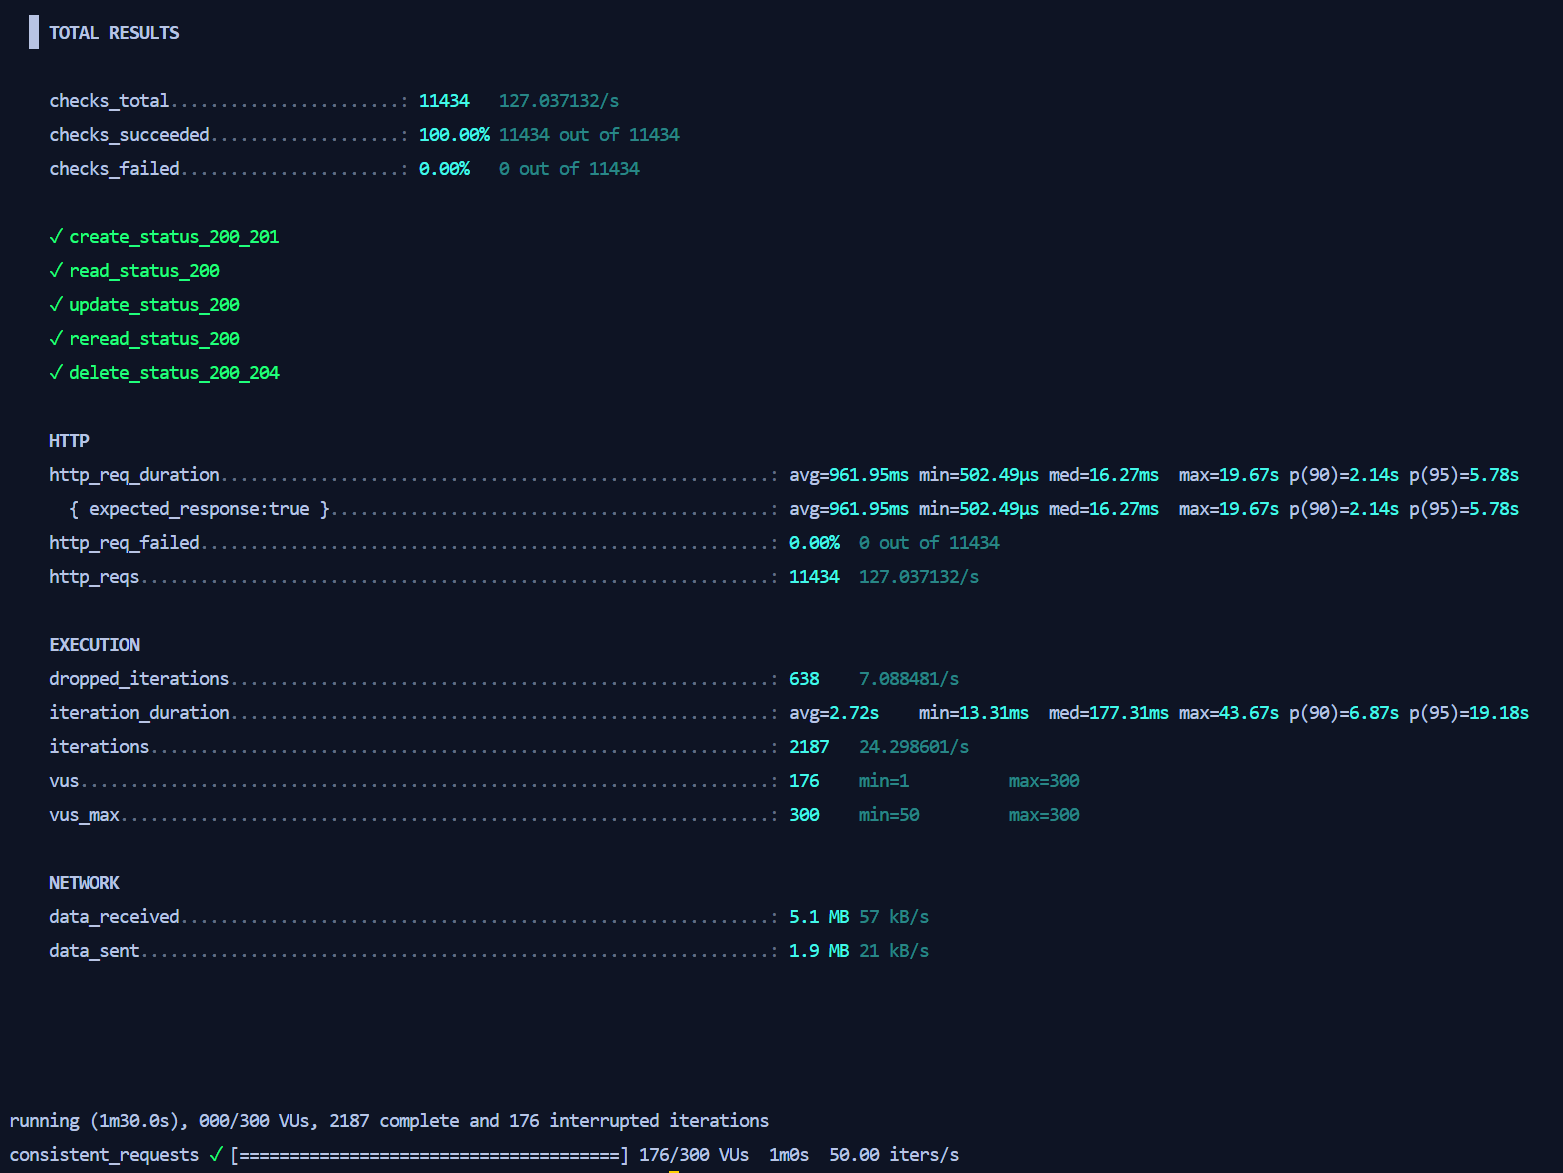 TOTAL RESULTS
checks_total.......................: 11434 127.037132/s
checks_succeeded...................: 100.00% 11434 out of 11434
checks_failed......................: 0.00% 0 out of 11434
✓ create_status_200_201
✓ read_status_200
✓ update_status_200
✓ reread_status_200
✓ delete_status_200_204
HTTP
http_req_duration.......................................................: avg=961.95ms min=502.49µs med=16.27ms max=19.67s p(90)=2.14s p(95)=5.78s
{ expected_response:true }............................................: avg=961.95ms min=502.49µs med=16.27ms max=19.67s p(90)=2.14s p(95)=5.78s
http_req_failed.........................................................: 0.00% 0 out of 11434
http_reqs...............................................................: 11434 127.037132/s
EXECUTION
dropped_iterations......................................................: 638 7.088481/s
iteration_duration......................................................: avg=2.72s min=13.31ms med=177.31ms max=43.67s p(90)=6.87s p(95)=19.18s
iterations..............................................................: 2187 24.298601/s
vus.....................................................................: 176 min=1 max=300
vus_max.................................................................: 300 min=50 max=300
NETWORK
data_received...........................................................: 5.1 MB 57 kB/s
data_sent...............................................................: 1.9 MB 21 kB/s
running (1m30.0s), 000/300 VUs, 2187 complete and 176 interrupted iterations
consistent_requests ✓ [======================================] 176/300 VUs 1m0s 50.00 iters/s